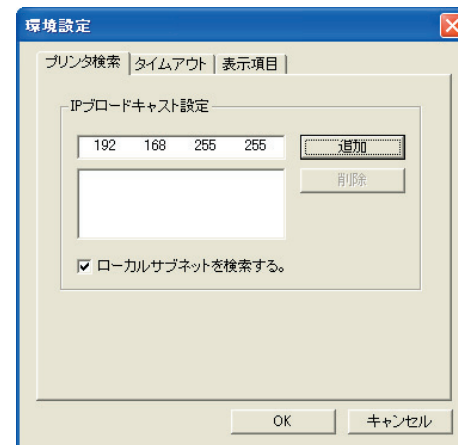 環境設定
プリンタ検索 タイムアウト 表示項目
IPブロードキャスト設定
192 168 255 255 追加
削除
ローカルサブネットを検索する。
OK キャンセル